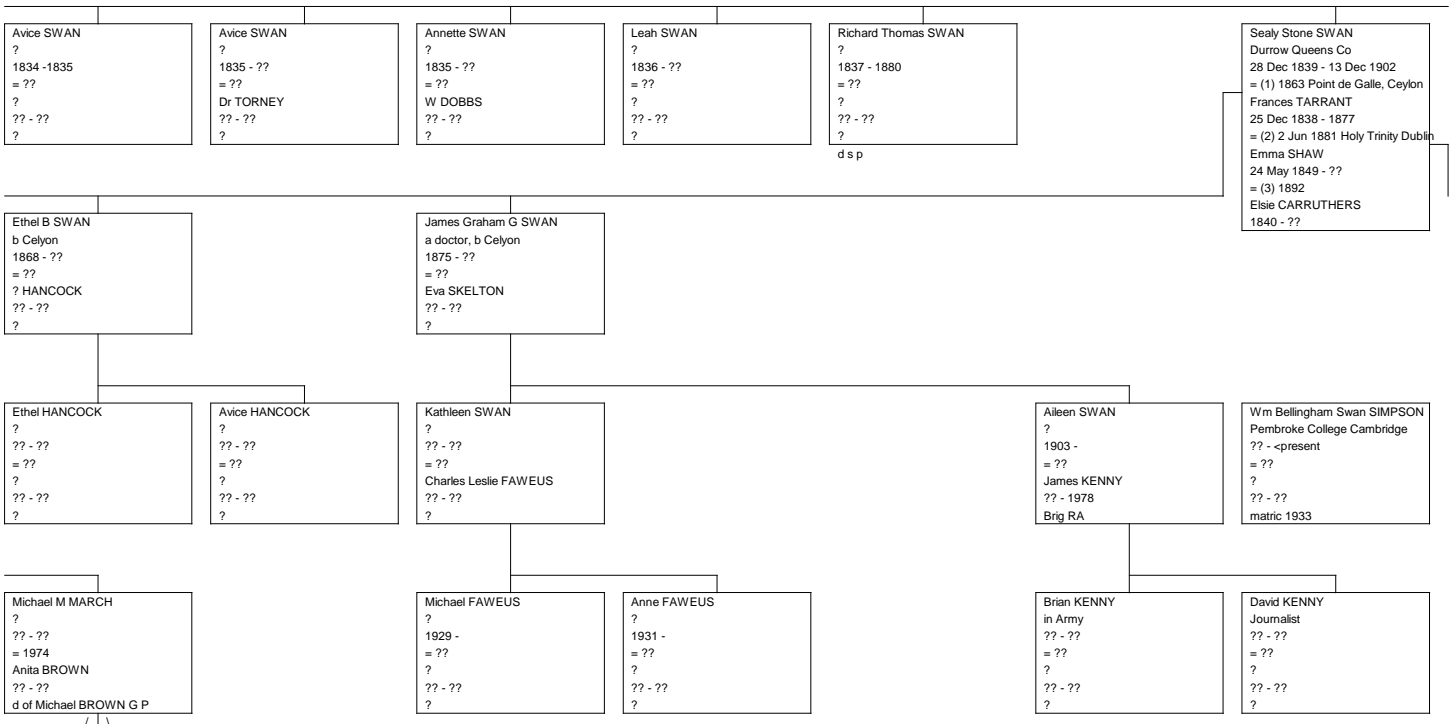 Avice SWAN
?
1834 -1835
= ??
?
?? - ??
?
Avice SWAN
?
1835 - ??
= ??
Dr TORNEY
?? - ??
?
Annette SWAN
?
1835 - ??
= ??
W DOBBS
?? - ??
?
Leah SWAN
?
1836 - ??
= ??
?
?? - ??
?
Richard Thomas SWAN
?
1837 - 1880
= ??
?
?? - ??
?
d s p
Sealy Stone SWAN
Durrow Queens Co
28 Dec 1839 - 13 Dec 1902
= (1) 1863 Point de Galle, Ceylon
Frances TARRANT
25 Dec 1838 - 1877
= (2) 2 Jun 1881 Holy Trinity Dublin
Emma SHAW
24 May 1849 - ??
= (3) 1892
Elsie CARRUTHERS
1840 - ??
Ethel B SWAN
b Celyon
1868 - ??
= ??
? HANCOCK
?? - ??
?
James Graham G SWAN
a doctor, b Celyon
1875 - ??
= ??
Eva SKELTON
?? - ??
?
Ethel HANCOCK
?
?? - ??
= ??
?
?? - ??
?
Avice HANCOCK
?
?? - ??
= ??
?
?? - ??
?
Kathleen SWAN
?
?? - ??
= ??
Charles Leslie FAWEUS
?? - ??
?
Aileen SWAN
?
1903 -
= ??
James KENNY
?? - 1978
Brig RA
Wm Bellingham Swan SIMPSON
Pembroke College Cambridge
?? - <present
= ??
?
?? - ??
matric 1933
Michael M MARCH
?
?? - ??
= 1974
Anita BROWN
?? - ??
d of Michael BROWN G P
Michael FAWEUS
?
1929 -
= ??
?
?? - ??
?
Anne FAWEUS
?
1931 -
= ??
?
?? - ??
?
Brian KENNY
in Army
?? - ??
= ??
?
?? - ??
?
David KENNY
Journalist
?? - ??
= ??
?
?? - ??
?